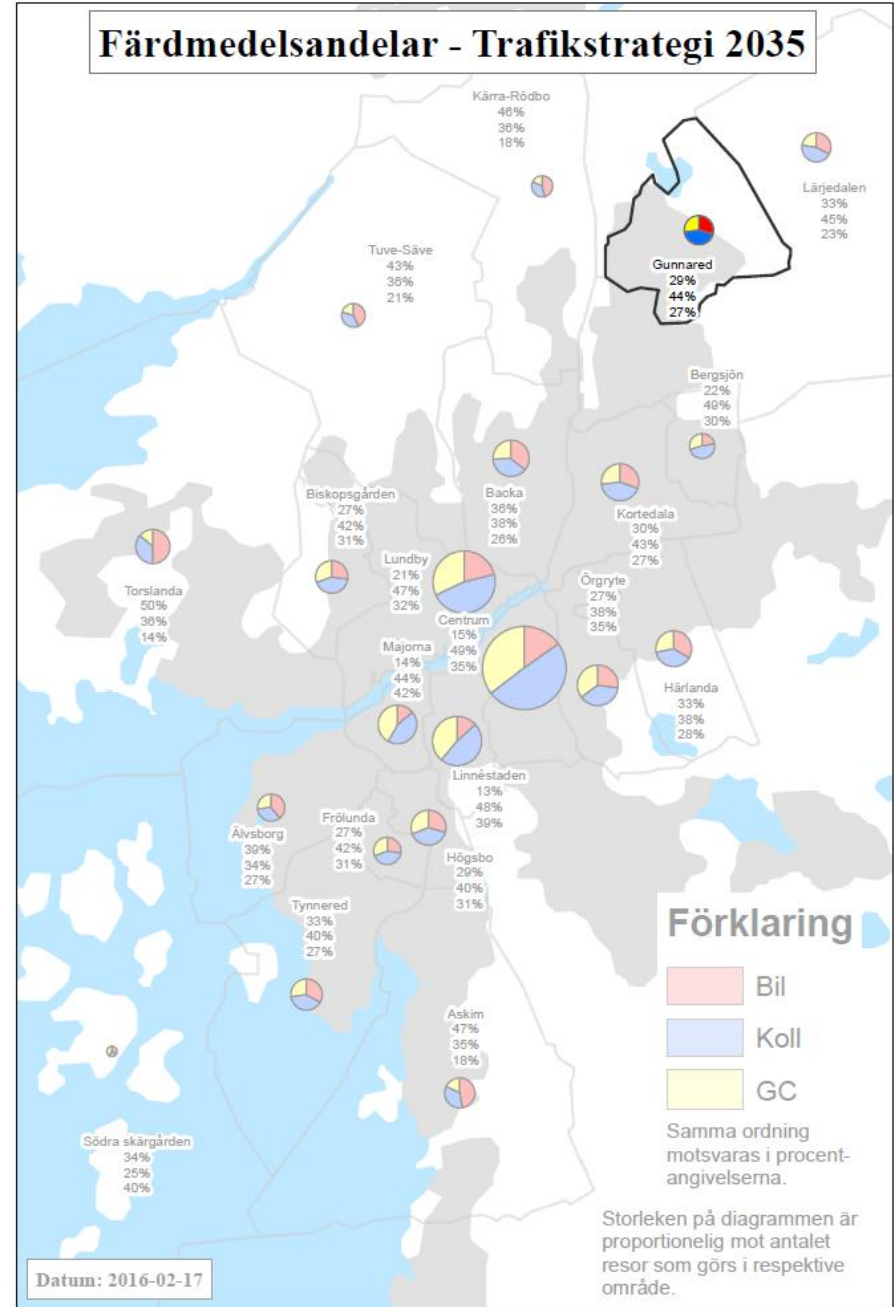 Färdmedelsandelar - Trafikstrategi 2035
Kärra-Rödbo
46%
36%
18%
Lärjedalen
33%
45%
23%
Tuve-Säve
43%
36%
21%
Gunnared
29%
44%
27%
Bergsjön
22%
49%
30%
Backa
36%
38%
26%
Kortedala
30%
43%
27%
Biskopsgården
27%
42%
31%
Torslanda
50%
36%
14%
Lundby
21%
47%
32%
Centrum
15%
49%
35%
Örgryte
27%
38%
35%
Majorna
14%
44%
42%
Härlanda
33%
38%
28%
Linnéstaden
13%
48%
39%
Älvsborg
39%
34%
27%
Frölunda
27%
42%
31%
Högsbo
29%
40%
31%
Tynnered
33%
40%
27%
Askim
47%
35%
18%
Södra skärgården
34%
25%
40%
Förklaring
Bil
Koll
GC
Samma ordning
motsvaras i procent-
angivelserna.
Storleken på diagrammen är
proportionelig mot antalet
resor som görs i respektive
område.
Datum: 2016-02-17